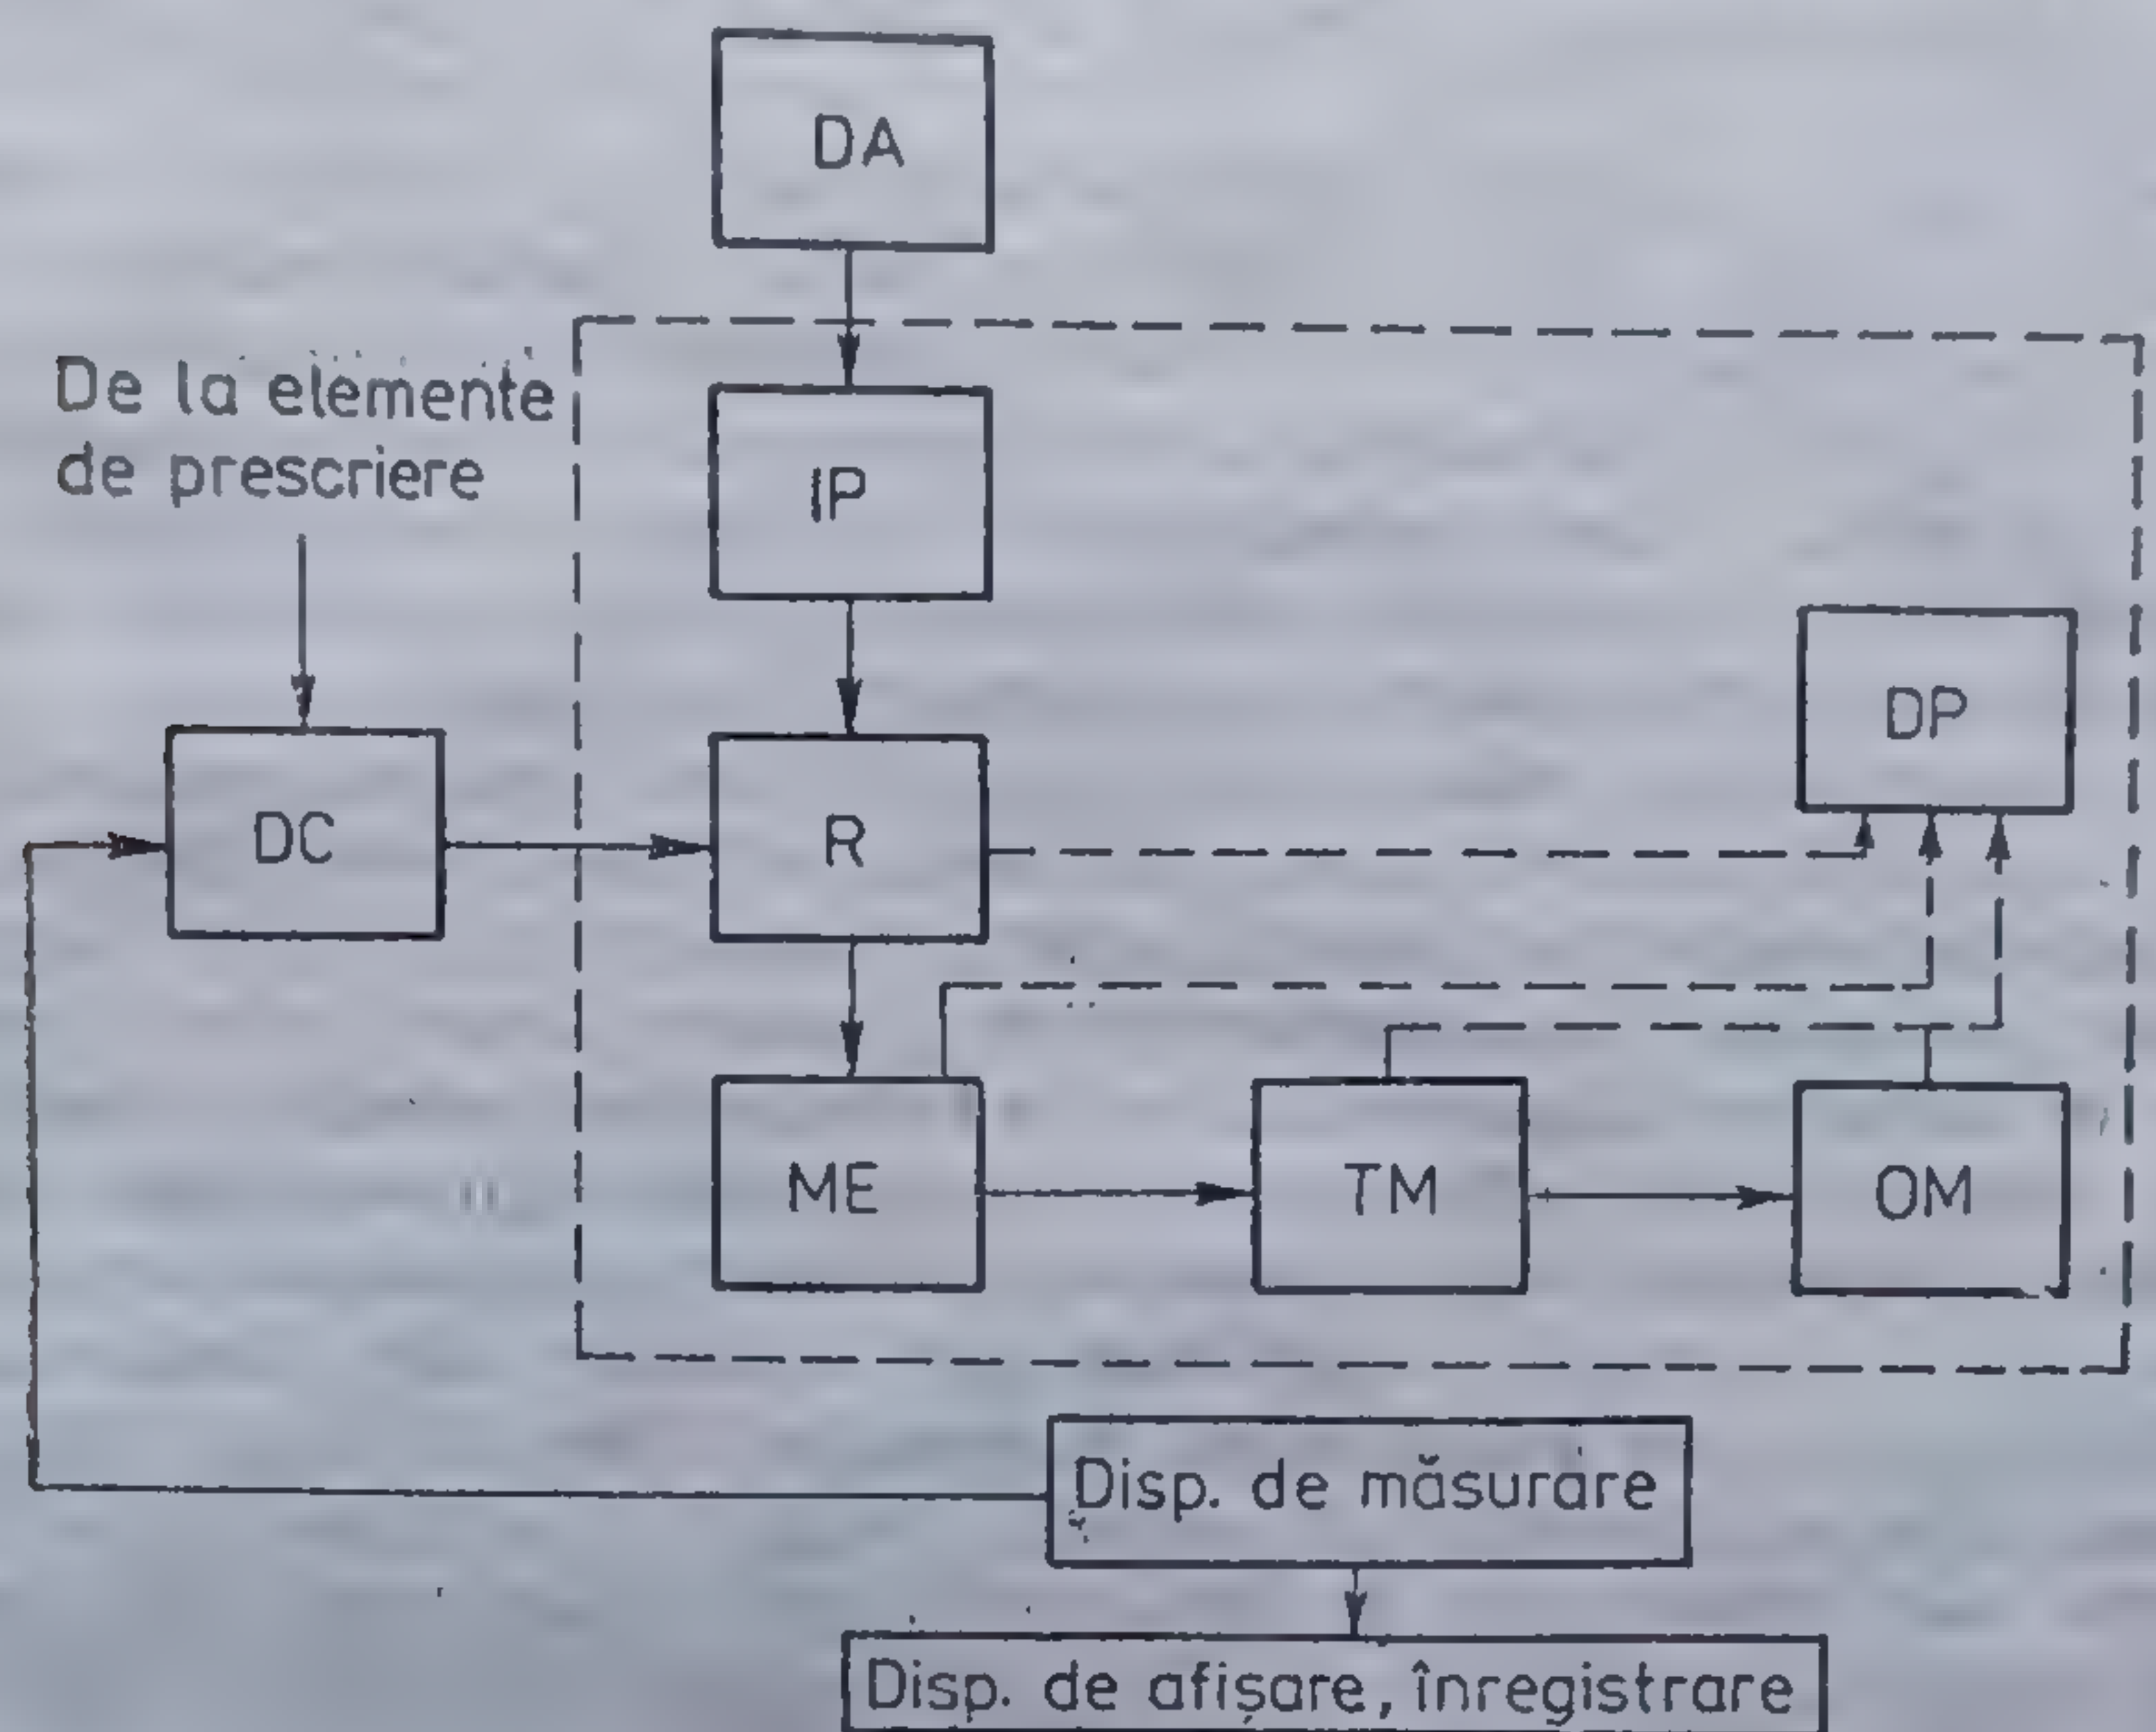 DA
De la elemente
de prescriere
IP
DP
DC
R
ME
TM
OM
Disp. de măsurare
Disp. de afișare, înregistrare